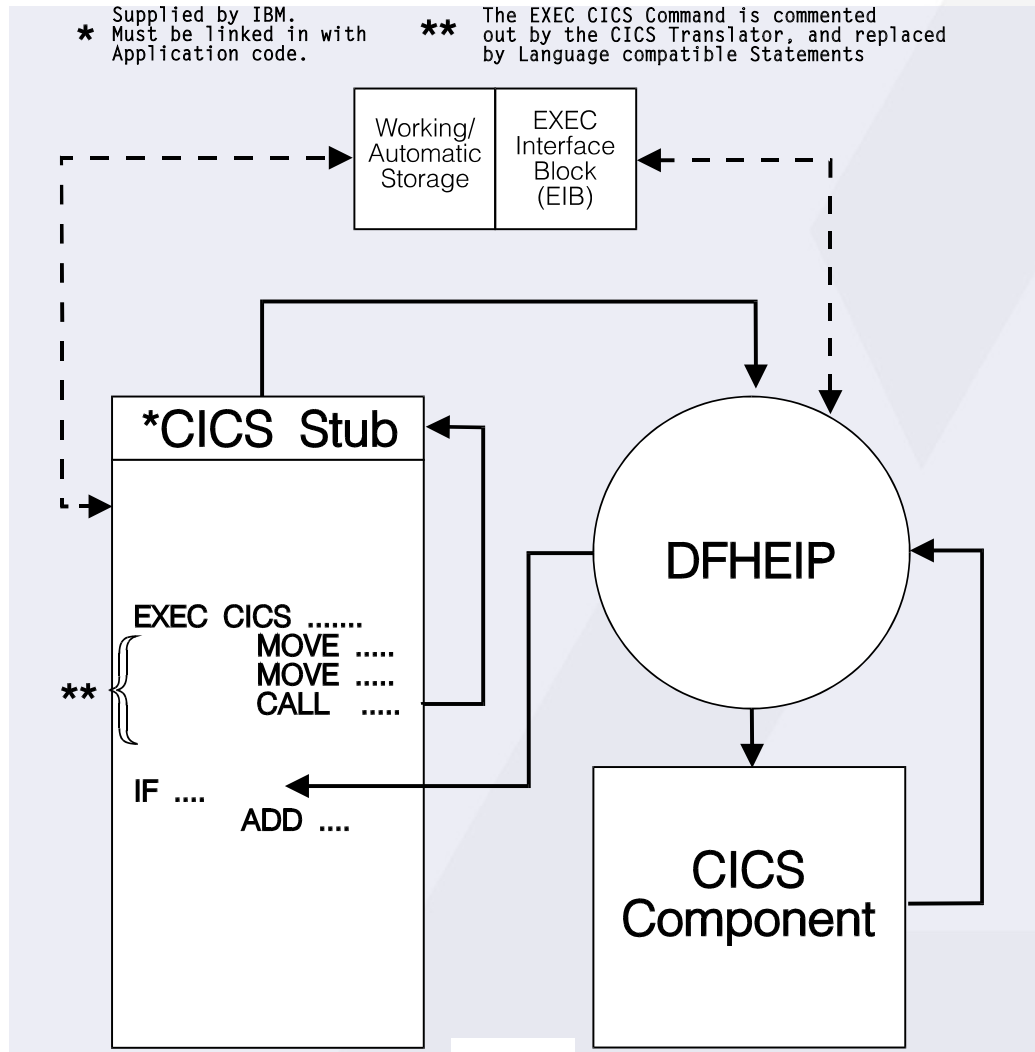 Supplied by IBM.
* Must be linked in with
Application code.
The EXEC CICS Command is commented
** out by the CICS Translator, and replaced
by Language compatible Statements
Working/
Automatic
Storage
EXEC
Interface
Block
(EIB)
*CICS Stub
EXEC CICS .......
MOVE .....
MOVE .....
** CALL .....
IF ....
ADD ....
DFHEIP
CICS
Component